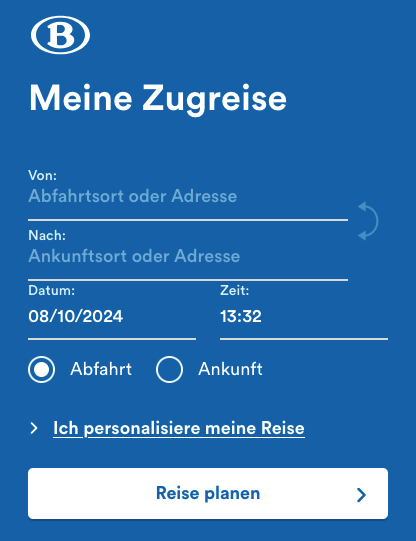 B
Meine Zugreise
Von:
Abfahrtsort oder Adresse
Nach:
Ankunftsort oder Adresse
Datum: Zeit:
08/10/2024 13:32
Abfahrt Ankunft
Ich personalisiere meine Reise
Reise planen